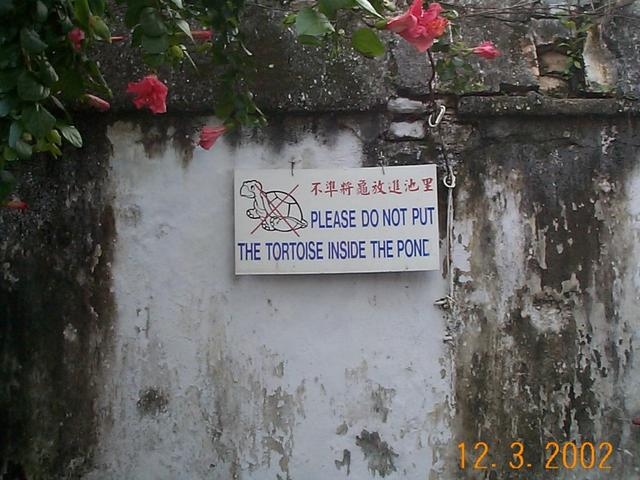 不準將龜放進池里
PLEASE DO NOT PUT
THE TORTOISE INSIDE THE POND
12. 3. 2002